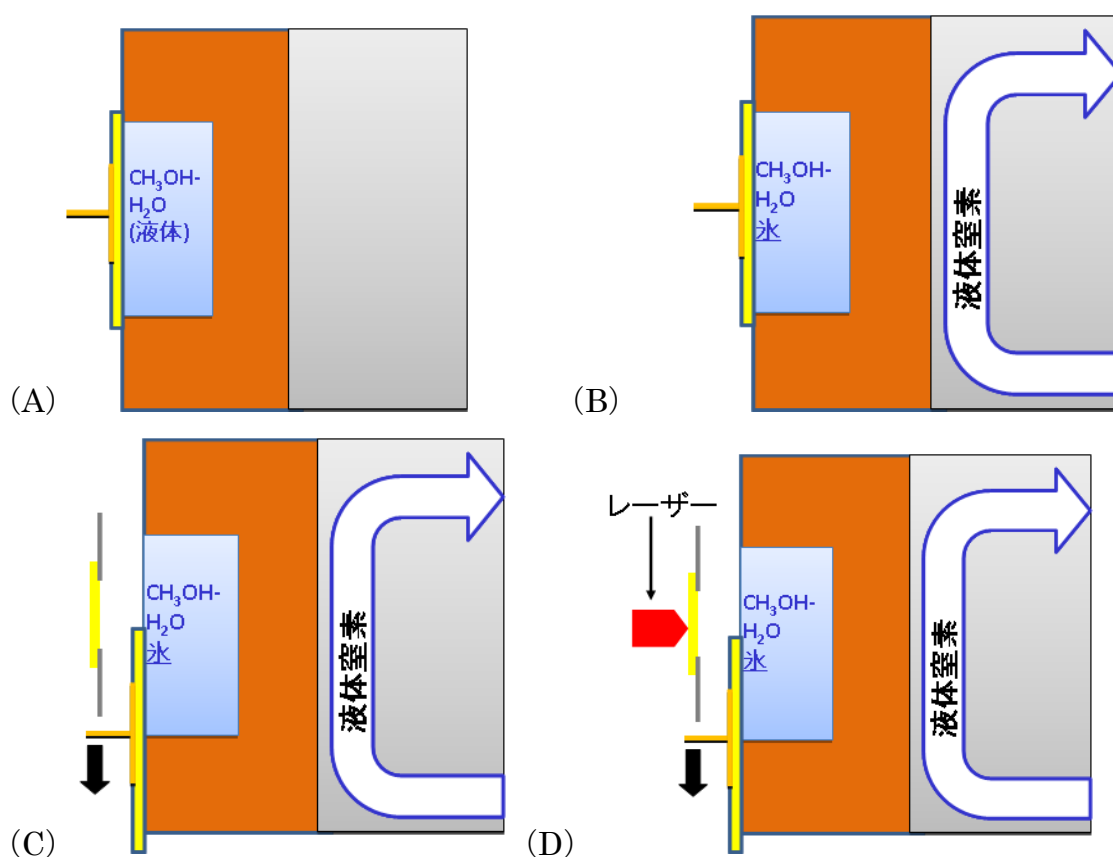 CH₃OH-
H₂O
(液体)
(A)
CH₃OH-
H₂O
氷
液体窒素
(B)
CH₃OH-
H₂O
氷
液体窒素
(C)
レーザー
CH₃OH-
H₂O
氷
液体窒素
(D)